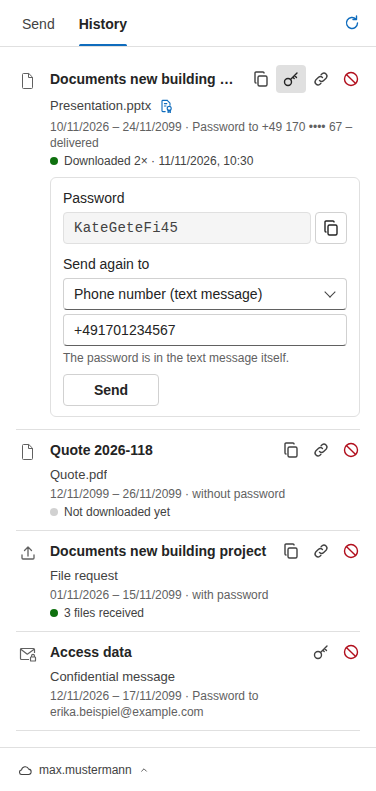 Send History
Documents new building ...
Presentation.pptx
10/11/2026 – 24/11/2099 · Password to +49 170 •••• 67 –
delivered
Downloaded 2× · 11/11/2026, 10:30
Password
KateGeteFi45
Send again to
Phone number (text message)
+491701234567
The password is in the text message itself.
Send
Quote 2026-118
Quote.pdf
12/11/2099 – 26/11/2099 · without password
Not downloaded yet
Documents new building project
File request
01/11/2026 – 15/11/2099 · with password
3 files received
Access data
Confidential message
12/11/2026 – 17/11/2099 · Password to
erika.beispiel@example.com
max.mustermann